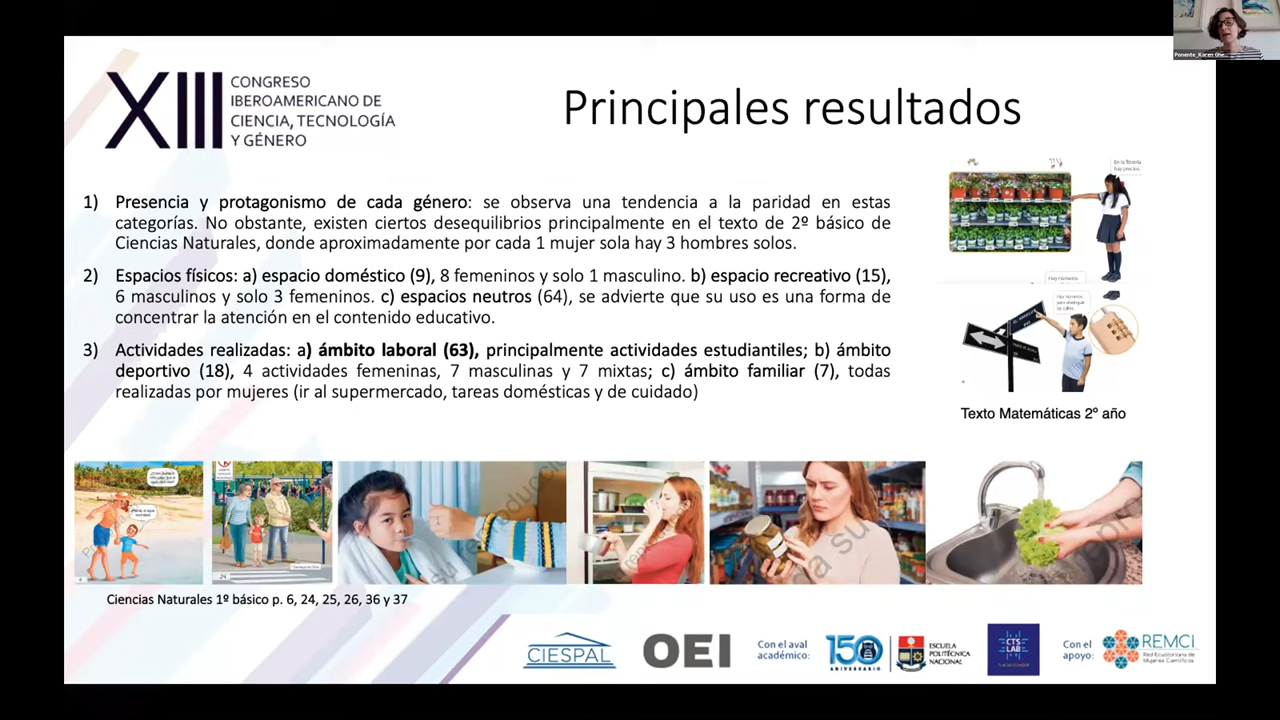 XIII
CONGRESO
IBEROAMERICANO DE
CIENCIA, TECNOLOGÍA
Y GÉNERO
Principales resultados
1) Presencia y protagonismo de cada género: se observa una tendencia a la paridad en estas
categorías. No obstante, existen ciertos desequilibrios principalmente en el texto de 2º básico de
Ciencias Naturales, donde aproximadamente por cada 1 mujer sola hay 3 hombres solos.
2) Espacios físicos: a) espacio doméstico (9), 8 femeninos y solo 1 masculino. b) espacio recreativo (15),
6 masculinos y solo 3 femeninos. c) espacios neutros (64), se advierte que su uso es una forma de
concentrar la atención en el contenido educativo.
3) Actividades realizadas: a) ámbito laboral (63), principalmente actividades estudiantiles; b) ámbito
deportivo (18), 4 actividades femeninas, 7 masculinas y 7 mixtas; c) ámbito familiar (7), todas
realizadas por mujeres (ir al supermercado, tareas domésticas y de cuidado)
En la florería
hay precios.
Texto Matemáticas 2º año
Ciencias Naturales 1º básico p. 6, 24, 25, 26, 36 y 37
CIESPAL
OEI
Con el aval
académico:
150
ANIVERSARIO
ESCUELA
POLITÉCNICA
NACIONAL
CTS
LAB
Con el
apoyo:
REMCI
Red Ecuatoriana de
Mujeres Científicas